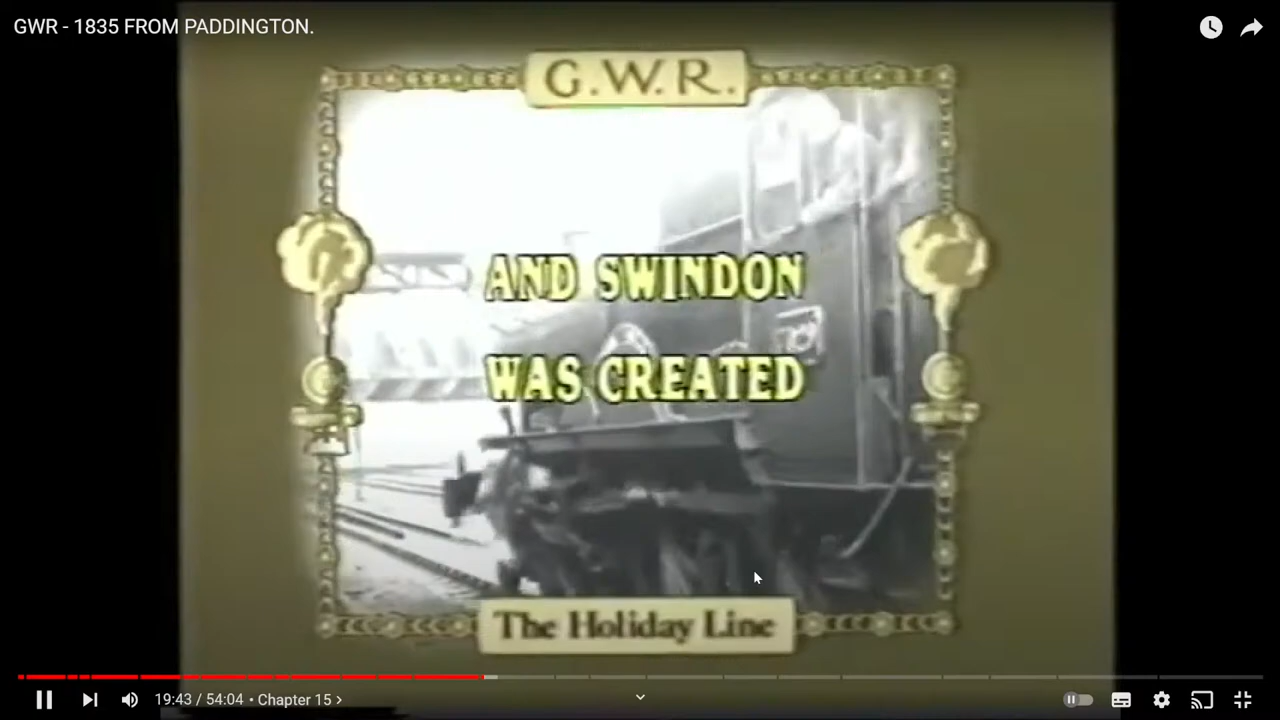 GWR - 1835 FROM PADDINGTON.
G.W.R.
AND SWINDON
WAS CREATED
The Holiday Line
19:43 / 54:04 • Chapter 15 >